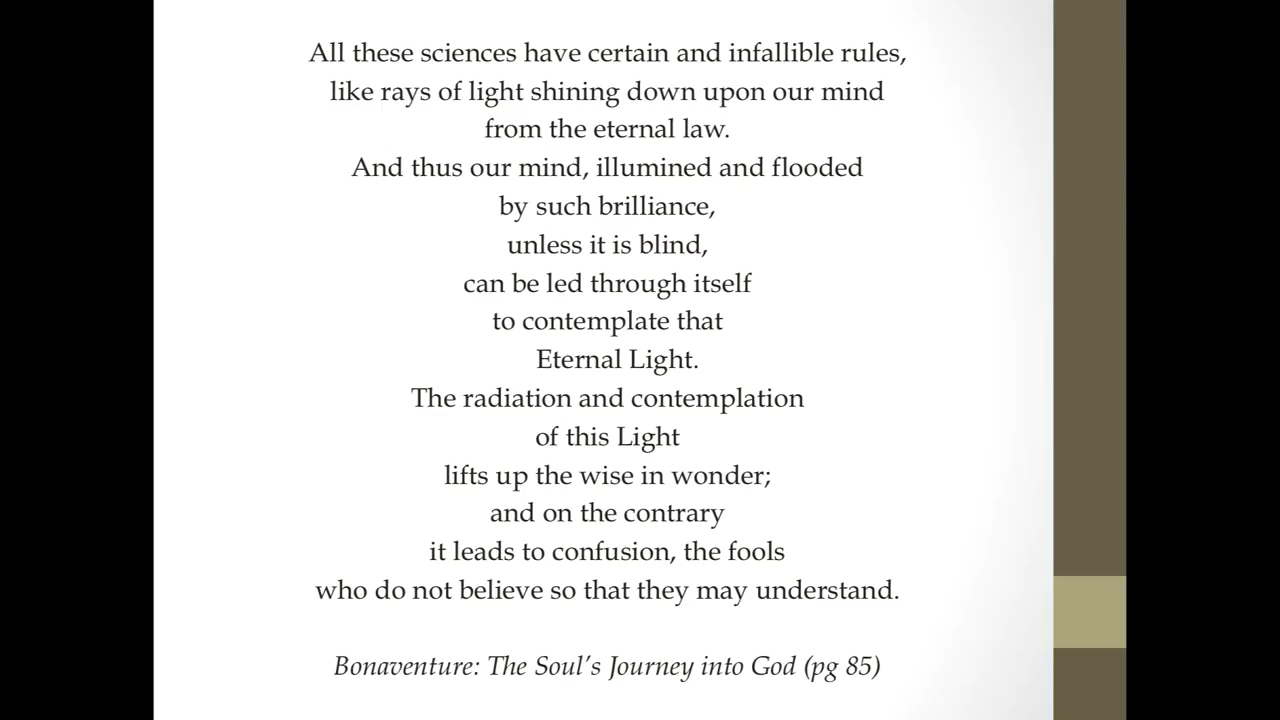 All these sciences have certain and infallible rules,
like rays of light shining down upon our mind
from the eternal law.
And thus our mind, illumined and flooded
by such brilliance,
unless it is blind,
can be led through itself
to contemplate that
Eternal Light.
The radiation and contemplation
of this Light
lifts up the wise in wonder;
and on the contrary
it leads to confusion, the fools
who do not believe so that they may understand.
Bonaventure: The Soul’s Journey into God (pg 85)